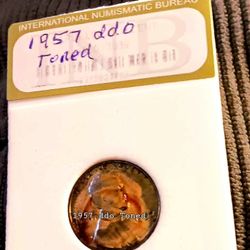 INTERNATIONAL NUMISMATIC BUREAU
1957 ddo
Toned
1957 ddo Toned